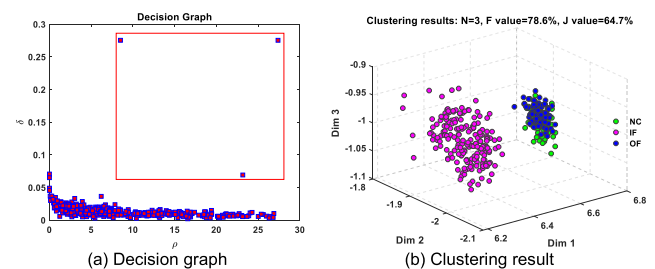 Decision Graph
0.3
0.25
0.2
0.15
0.1
0.05
0
δ
0 5 10 15 20 25 30
ρ
(a) Decision graph
Clustering results: N=3, F value=78.6%, J value=64.7%
-0.9
-0.95
-1
-1.05
-1.1
Dim 3
-1.8
-1.9
-2
-2.1
Dim 2
6.2
6.4
6.6
6.8
Dim 1
NC
IF
OF
(b) Clustering result